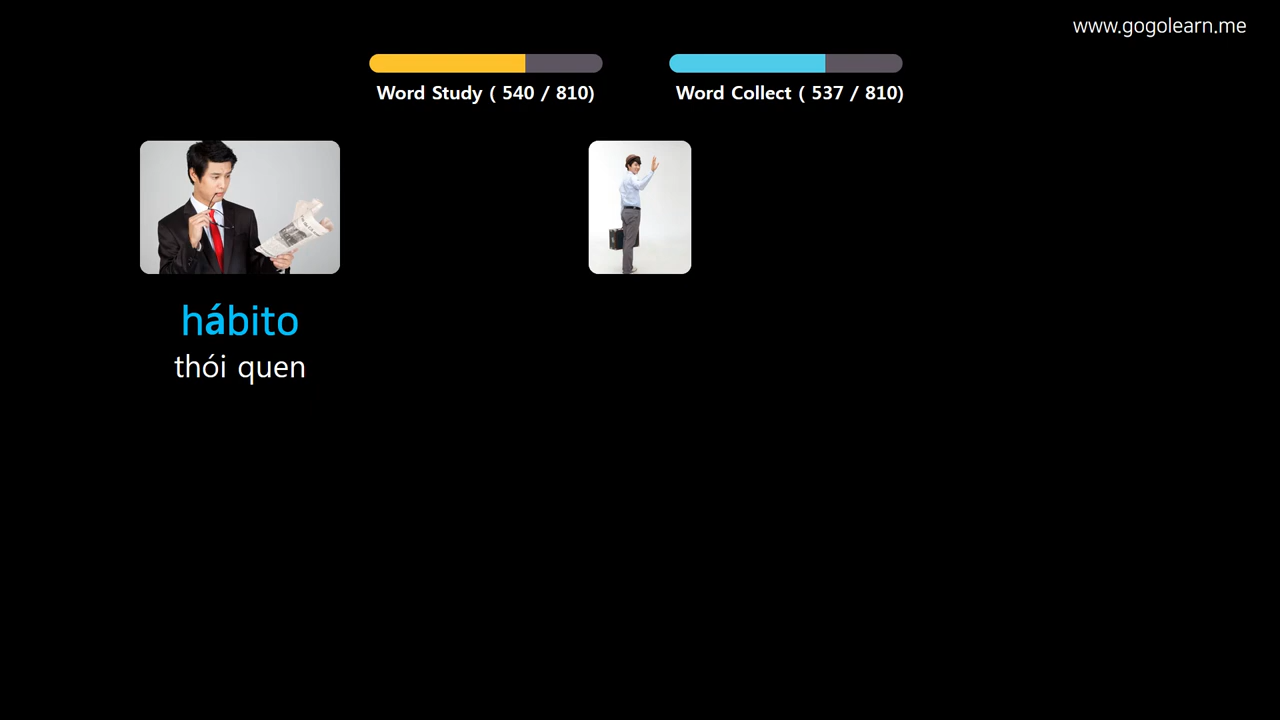 www.gogolearn.me
Word Study ( 540 / 810)
Word Collect ( 537 / 810)
hábito
thói quen